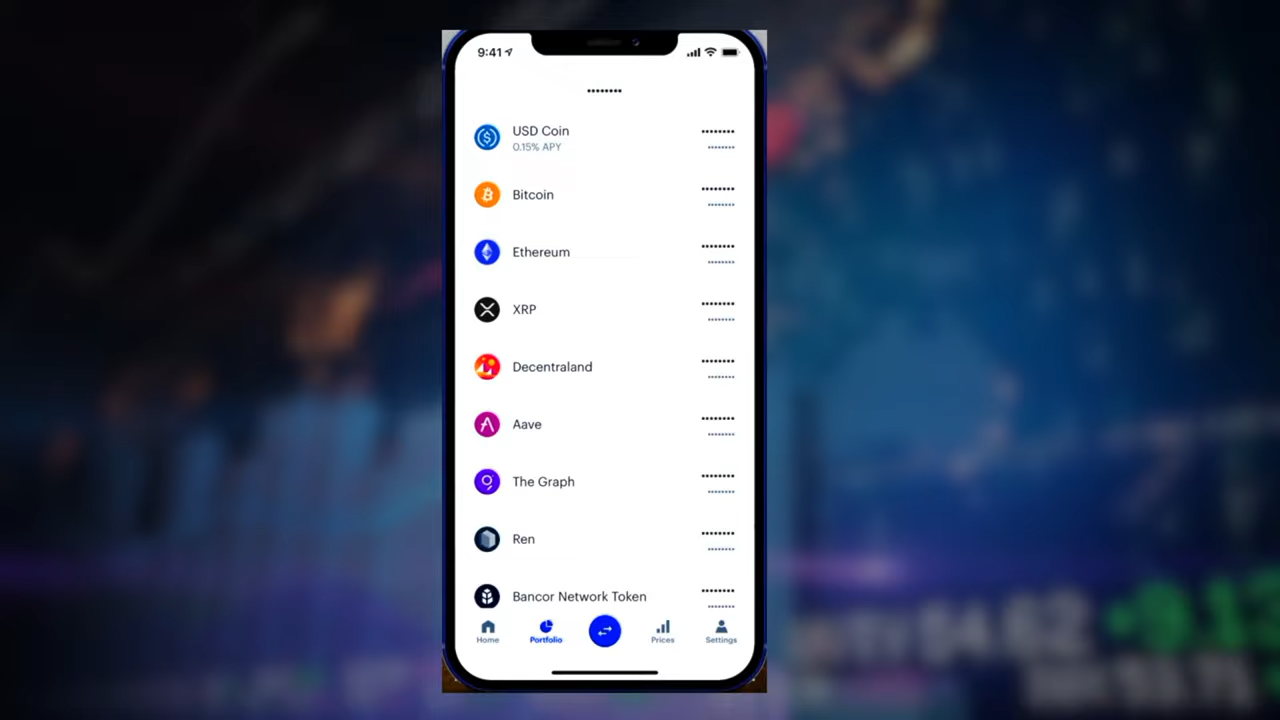 9:41
••••••••
USD Coin ••••••••
0.15% APY ••••••••
Bitcoin ••••••••
••••••••
Ethereum ••••••••
••••••••
XRP ••••••••
••••••••
Decentraland ••••••••
••••••••
Aave ••••••••
••••••••
The Graph ••••••••
••••••••
Ren ••••••••
••••••••
Bancor Network Token ••••••••
••••••••
Home Portfolio Prices Settings